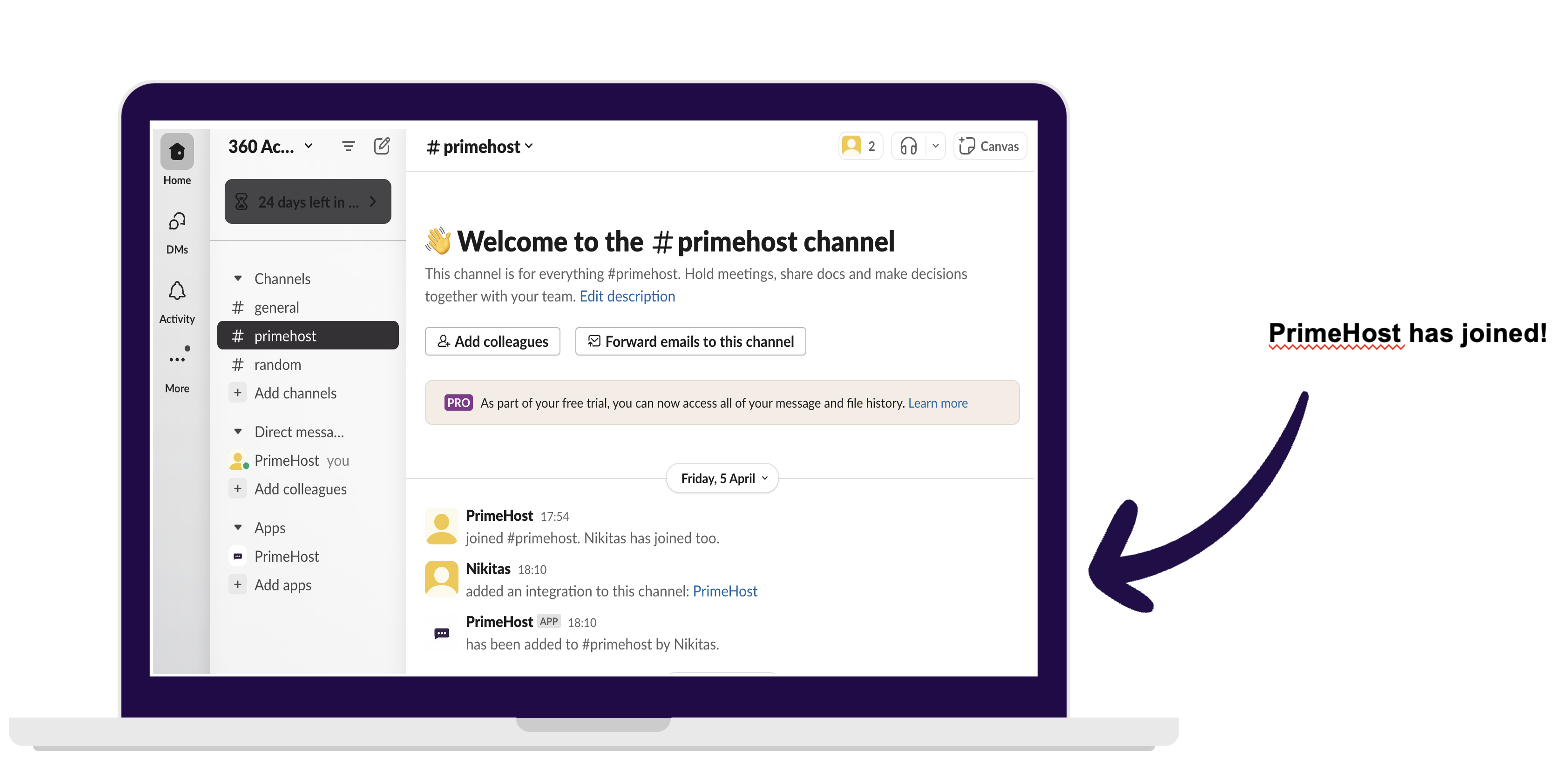 Home
DMs
Activity
More
360 Ac...
24 days left in ...
Channels
# general
# primehost
# random
+ Add channels
Direct messa...
PrimeHost you
+ Add colleagues
Apps
PrimeHost
+ Add apps
# primehost
2
Canvas
👋 Welcome to the # primehost channel
This channel is for everything #primehost. Hold meetings, share docs and make decisions
together with your team. Edit description
Add colleagues
Forward emails to this channel
PRO As part of your free trial, you can now access all of your message and file history. Learn more
Friday, 5 April
PrimeHost 17:54
joined #primehost. Nikitas has joined too.
Nikitas 18:10
added an integration to this channel: PrimeHost
PrimeHost APP 18:10
has been added to #primehost by Nikitas.
PrimeHost has joined!